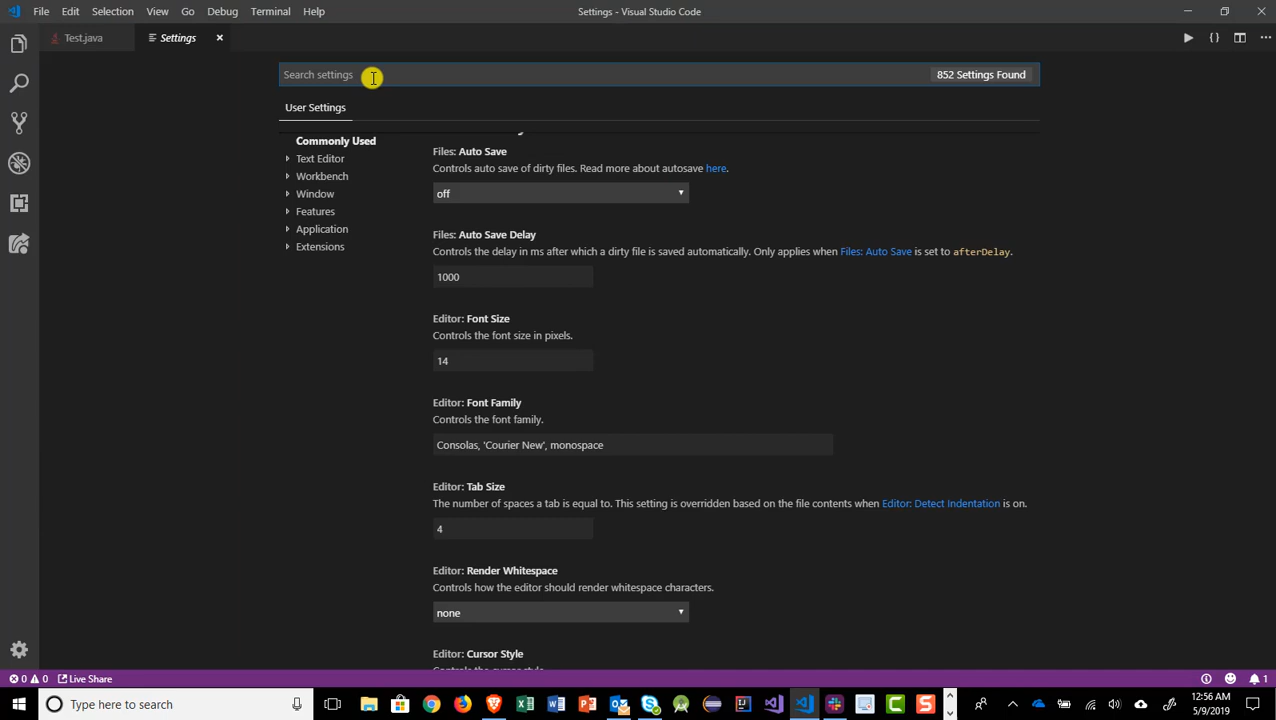 File Edit Selection View Go Debug Terminal Help
Settings - Visual Studio Code
Test.java
Settings
Search settings
852 Settings Found
User Settings
Commonly Used
Text Editor
Workbench
Window
Features
Application
Extensions
Files: Auto Save
Controls auto save of dirty files. Read more about autosave here.
off
Files: Auto Save Delay
Controls the delay in ms after which a dirty file is saved automatically. Only applies when Files: Auto Save is set to afterDelay.
1000
Editor: Font Size
Controls the font size in pixels.
14
Editor: Font Family
Controls the font family.
Consolas, 'Courier New', monospace
Editor: Tab Size
The number of spaces a tab is equal to. This setting is overridden based on the file contents when Editor: Detect Indentation is on.
4
Editor: Render Whitespace
Controls how the editor should render whitespace characters.
none
Editor: Cursor Style
Controls the cursor style.
0 0 Live Share
1
Type here to search
12:56 AM
5/9/2019